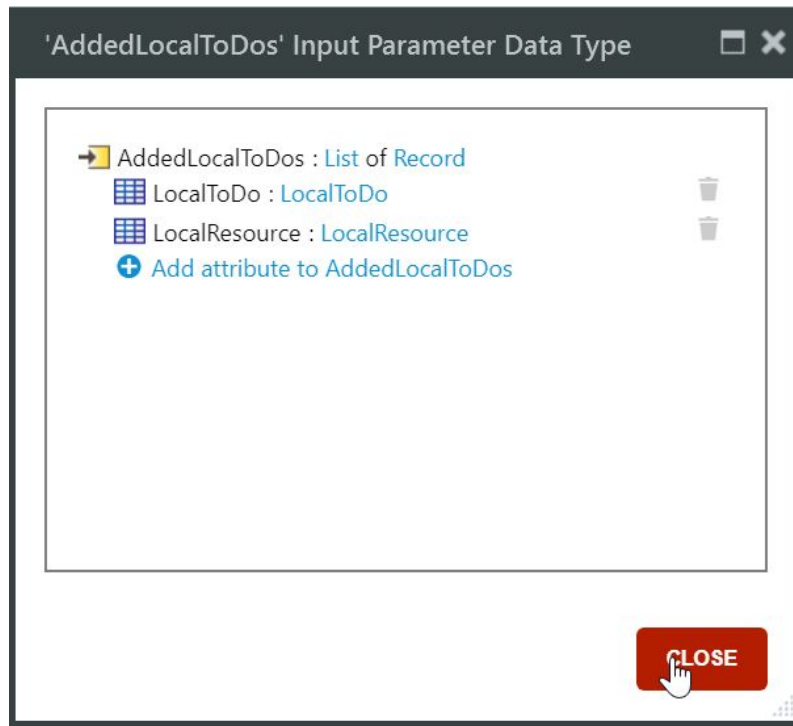 'AddedLocalToDos' Input Parameter Data Type
AddedLocalToDos : List of Record
LocalToDo : LocalToDo
LocalResource : LocalResource
Add attribute to AddedLocalToDos
CLOSE